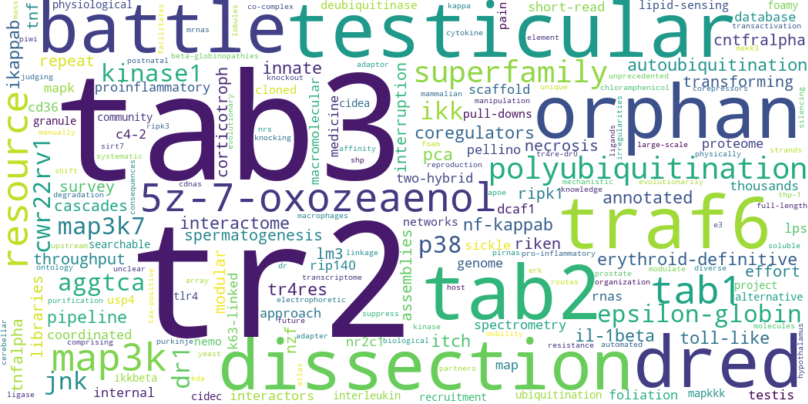 physiological
co-complex
kappa
pain
short-read
lipid-sensing
foamy
battle testicular
tnf
mrnas
facilitates
deubiquitinase
database
transactivation
piwi
postnatal
lobules
cytokine
element
cntfralpha
mekk3
ikappab
judging
beta-globinopathies
adaptor
autoubiquitination
repeat
kinase1
innate
superfamily
transforming
unprecedented
mapk
proinflammatory
knockout
mammalian
unique
chloramphenicol
corepressors
cd36
cloned
cidea
ikk
scaffold
manipulation
silencing
tab3
orphan
granule
community
corticotroph
evolutionary
macromolecular
medicine
ripk3
interruption
pull-downs
ligands
irregularities
manually
c4-2
nrs
knocking
affinity
coregulators
necrosis
proteome
resource
sirt7
systematic
shp
foam
pca
pellino
tr4re-dr0
large-scale
physically
shift
reproduction
polyubiquitination
strands
cwr22rv1
survey
cdnas
consequences
5z-7-oxozeaenol
two-hybrid
mechanistic
evolutionarily
degradation
cascades
apoe
dcaf1
ripk1
knowledge
thp-1
thousands
annotated
full-length
upstream
map3k7
interactome
macrophages
networks
nf-kappab
traf6
e3
lps
searchable
spermatogenesis
assemblies
sickle
riken
throughput
ontology
unclear
tr2
lm3
linkage
p38
pirnas
pro-inflammatory
erythroid-definitive
soluble
aggtca
array
modular
dr
rip140
transcriptome
genome
erk
prostate
modulate
diverse
effort
libraries
purification
usp4
tlr4
tr4res
tab2
host
routes
organization
tab1
project
pipeline
k63-linked
electrophoretic
approach
future
suppress
rnas
epsilon-globin
alternative
cerebellar
coordinated
tax-positive
nzf
nr2c1
biological
itch
spectrometry
il-1beta
toll-like
molecules
map3k
comprising
purkinje
nemo
adapter
kinase
map
mobility
resistance
automated
hypothalamus
tnfalpha
jnk
dr1
ikkbeta
yeast
dissection
dred
partners
mapkkk
ligase
internal
cidec
kda
interactors
atlas
interleukin
recruitment
ubiquitination
foliation
testis